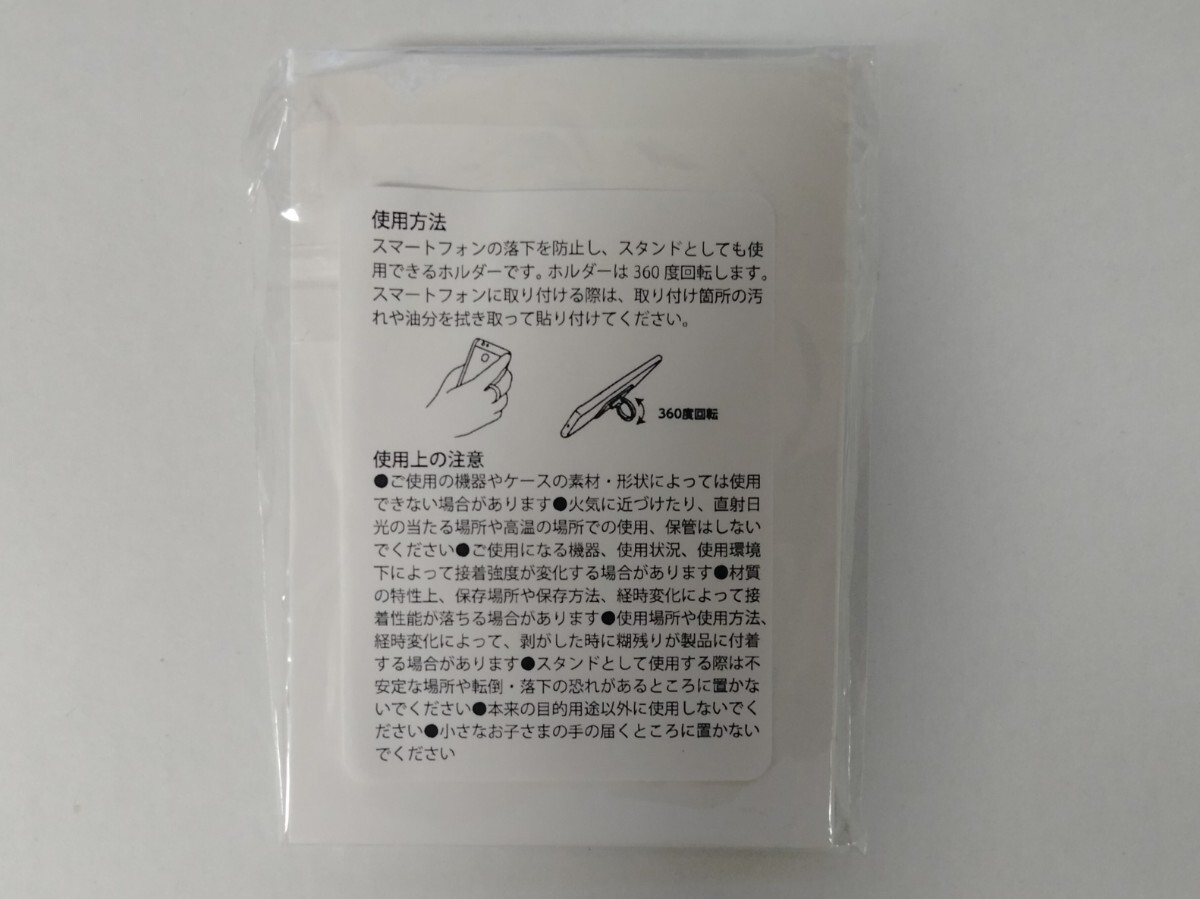 使用方法
スマートフォンの落下を防止し、スタンドとしても使
用できるホルダーです。ホルダーは 360 度回転します。
スマートフォンに取り付ける際は、取り付け箇所の汚
れや油分を拭き取って貼り付けてください。
360度回転
使用上の注意
●ご使用の機器やケースの素材・形状によっては使用
できない場合があります●火気に近づけたり、直射日
光の当たる場所や高温の場所での使用、保管はしない
でください●ご使用になる機器、使用状況、使用環境
下によって接着強度が変化する場合があります●材質
の特性上、保存場所や保存方法、経時変化によって接
着性能が落ちる場合があります●使用場所や使用方法、
経時変化によって、剥がした時に糊残りが製品に付着
する場合があります●スタンドとして使用する際は不
安定な場所や転倒・落下の恐れがあるところに置かな
いでください●本来の目的用途以外に使用しないでく
ださい●小さなお子さまの手の届くところに置かない
でください